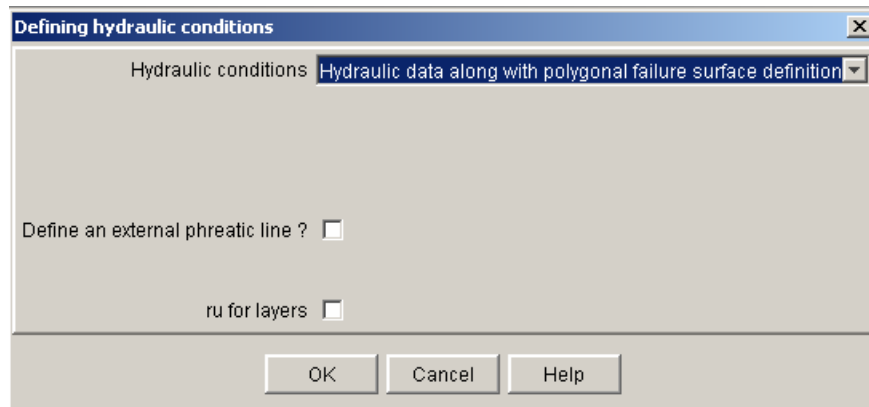 Defining hydraulic conditions
Hydraulic conditions Hydraulic data along with polygonal failure surface definition
Define an external phreatic line ?
ru for layers
OK Cancel Help